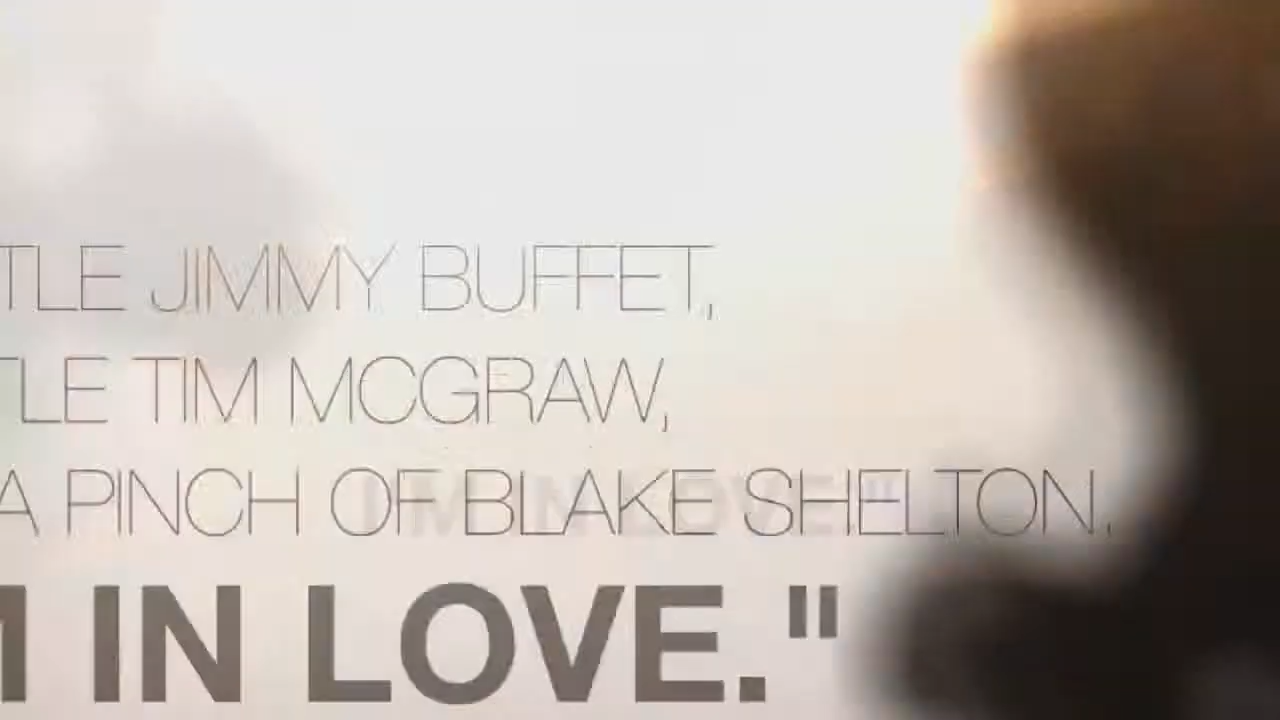 TLE JIMMY BUFFET,
TLE TIM MCGRAW,
A PINCH OF BLAKE SHELTON.
IN LOVE."